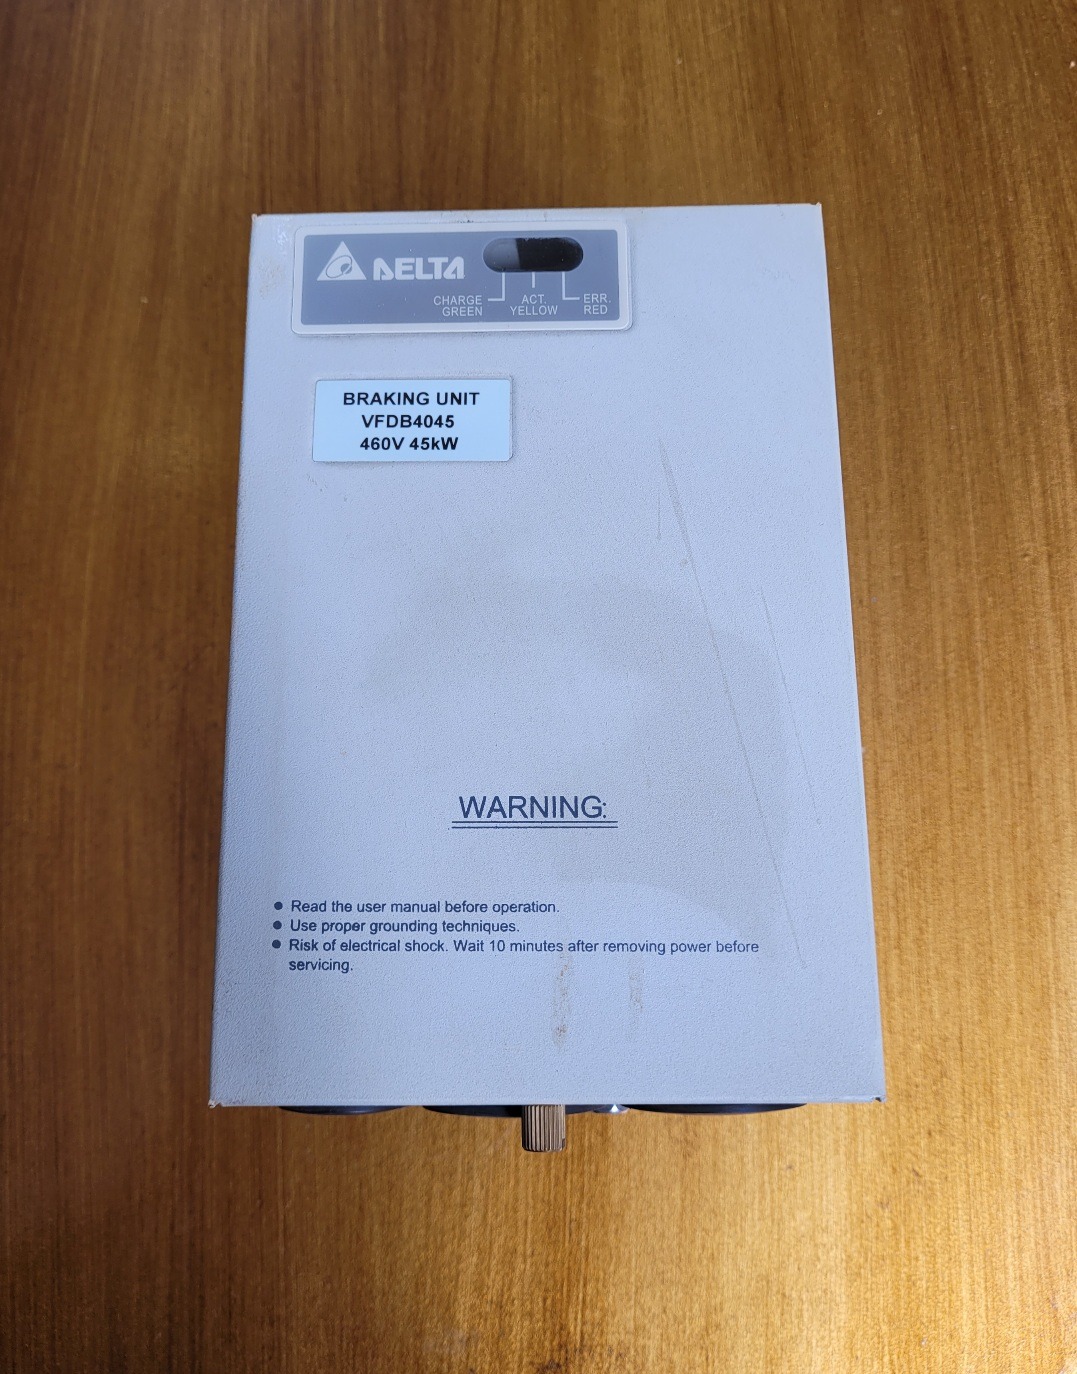 DELTA
CHARGE
GREEN
ACT.
YELLOW
ERR.
RED
BRAKING UNIT
VFDB4045
460V 45kW
WARNING:
● Read the user manual before operation.
● Use proper grounding techniques.
● Risk of electrical shock. Wait 10 minutes after removing power before
servicing.